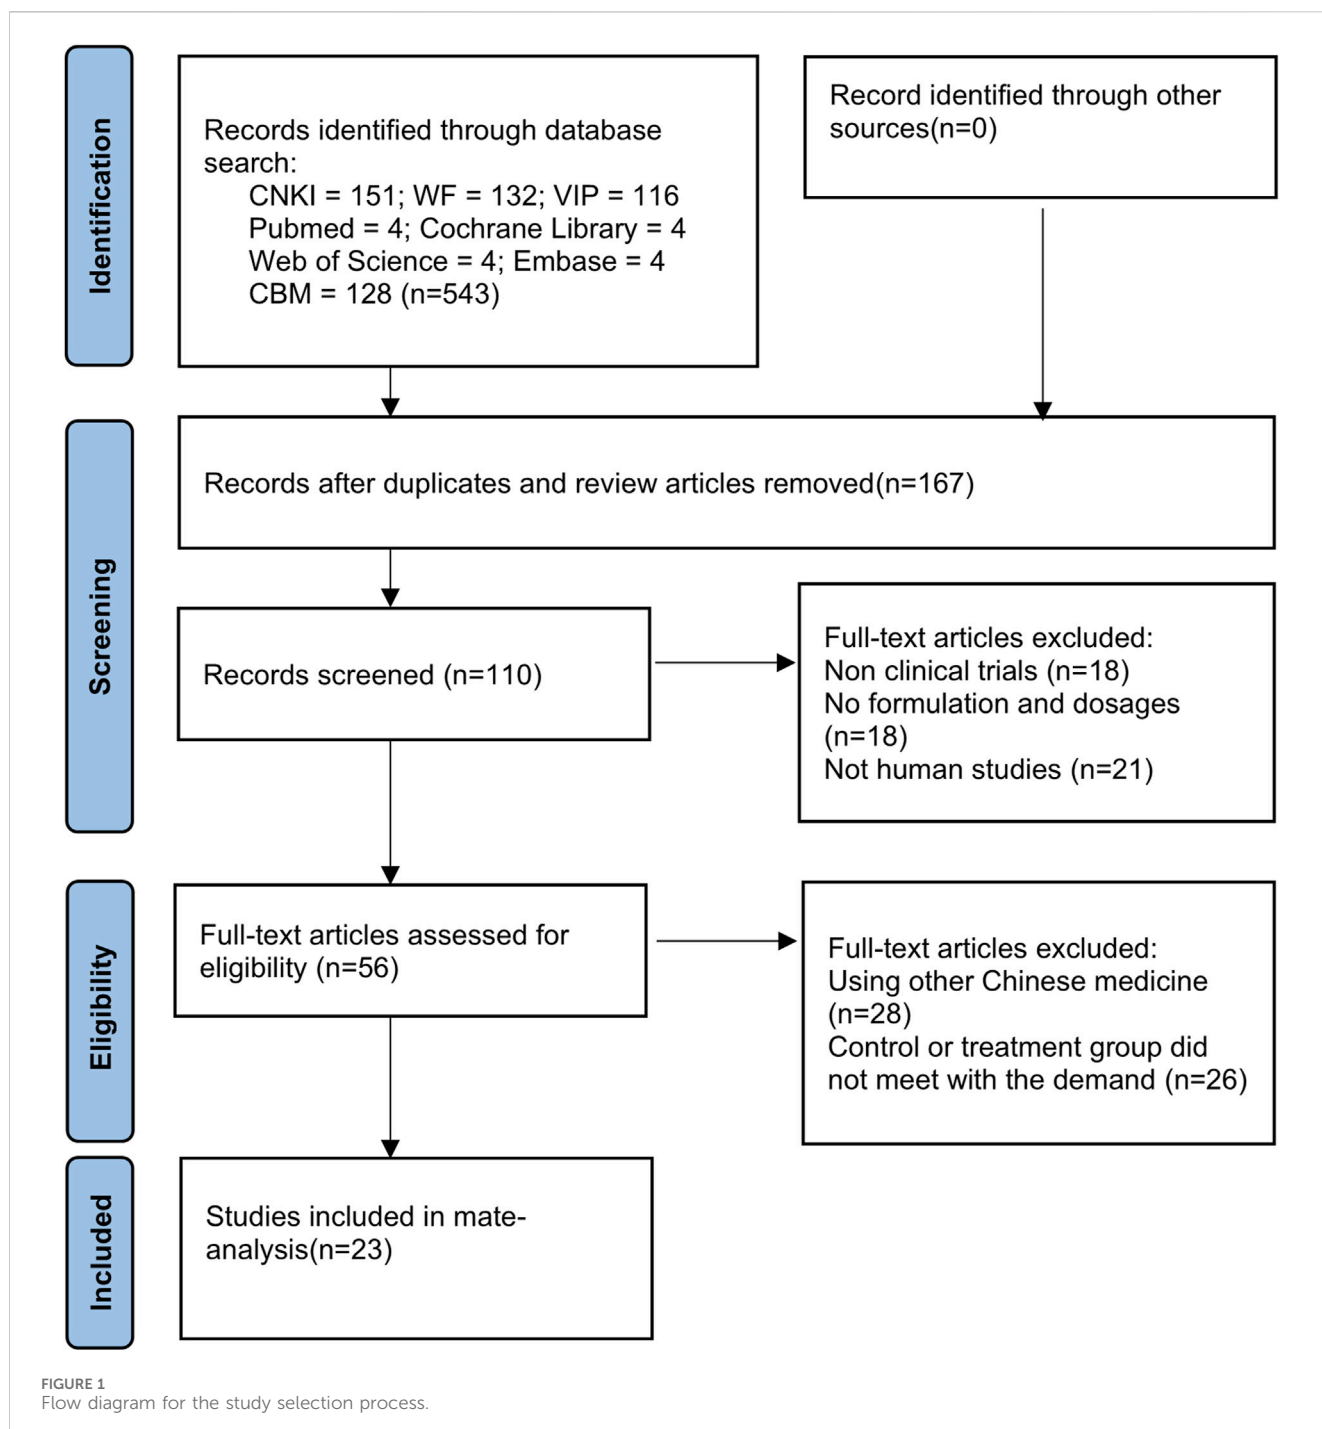 Identification
Records identified through database
search:
CNKI = 151; WF = 132; VIP = 116
Pubmed = 4; Cochrane Library = 4
Web of Science = 4; Embase = 4
CBM = 128 (n=543)
Record identified through other
sources(n=0)
Screening
Records after duplicates and review articles removed(n=167)
Records screened (n=110)
Full-text articles excluded:
Non clinical trials (n=18)
No formulation and dosages
(n=18)
Not human studies (n=21)
Eligibility
Full-text articles assessed for
eligibility (n=56)
Full-text articles excluded:
Using other Chinese medicine
(n=28)
Control or treatment group did
not meet with the demand (n=26)
Included
Studies included in mate-
analysis(n=23)
FIGURE 1
Flow diagram for the study selection process.